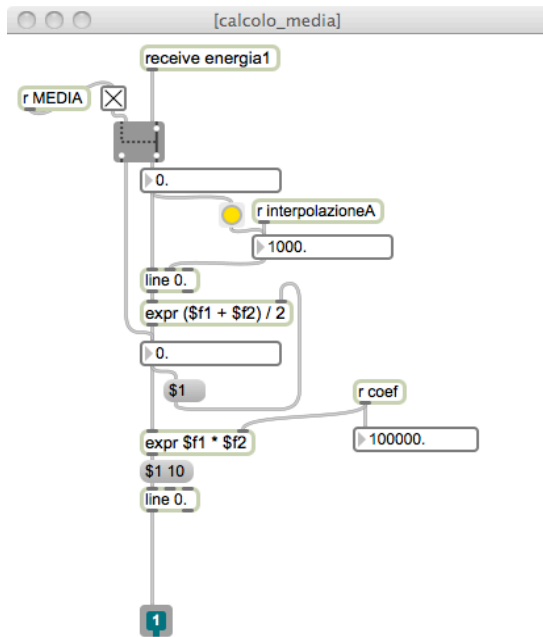 [calcolo_media]
receive energia1
r MEDIA
0.
r interpolazioneA
1000.
line 0.
expr ($f1 + $f2) / 2
0.
$1
r coef
expr $f1 * $f2
100000.
$1 10
line 0.
1